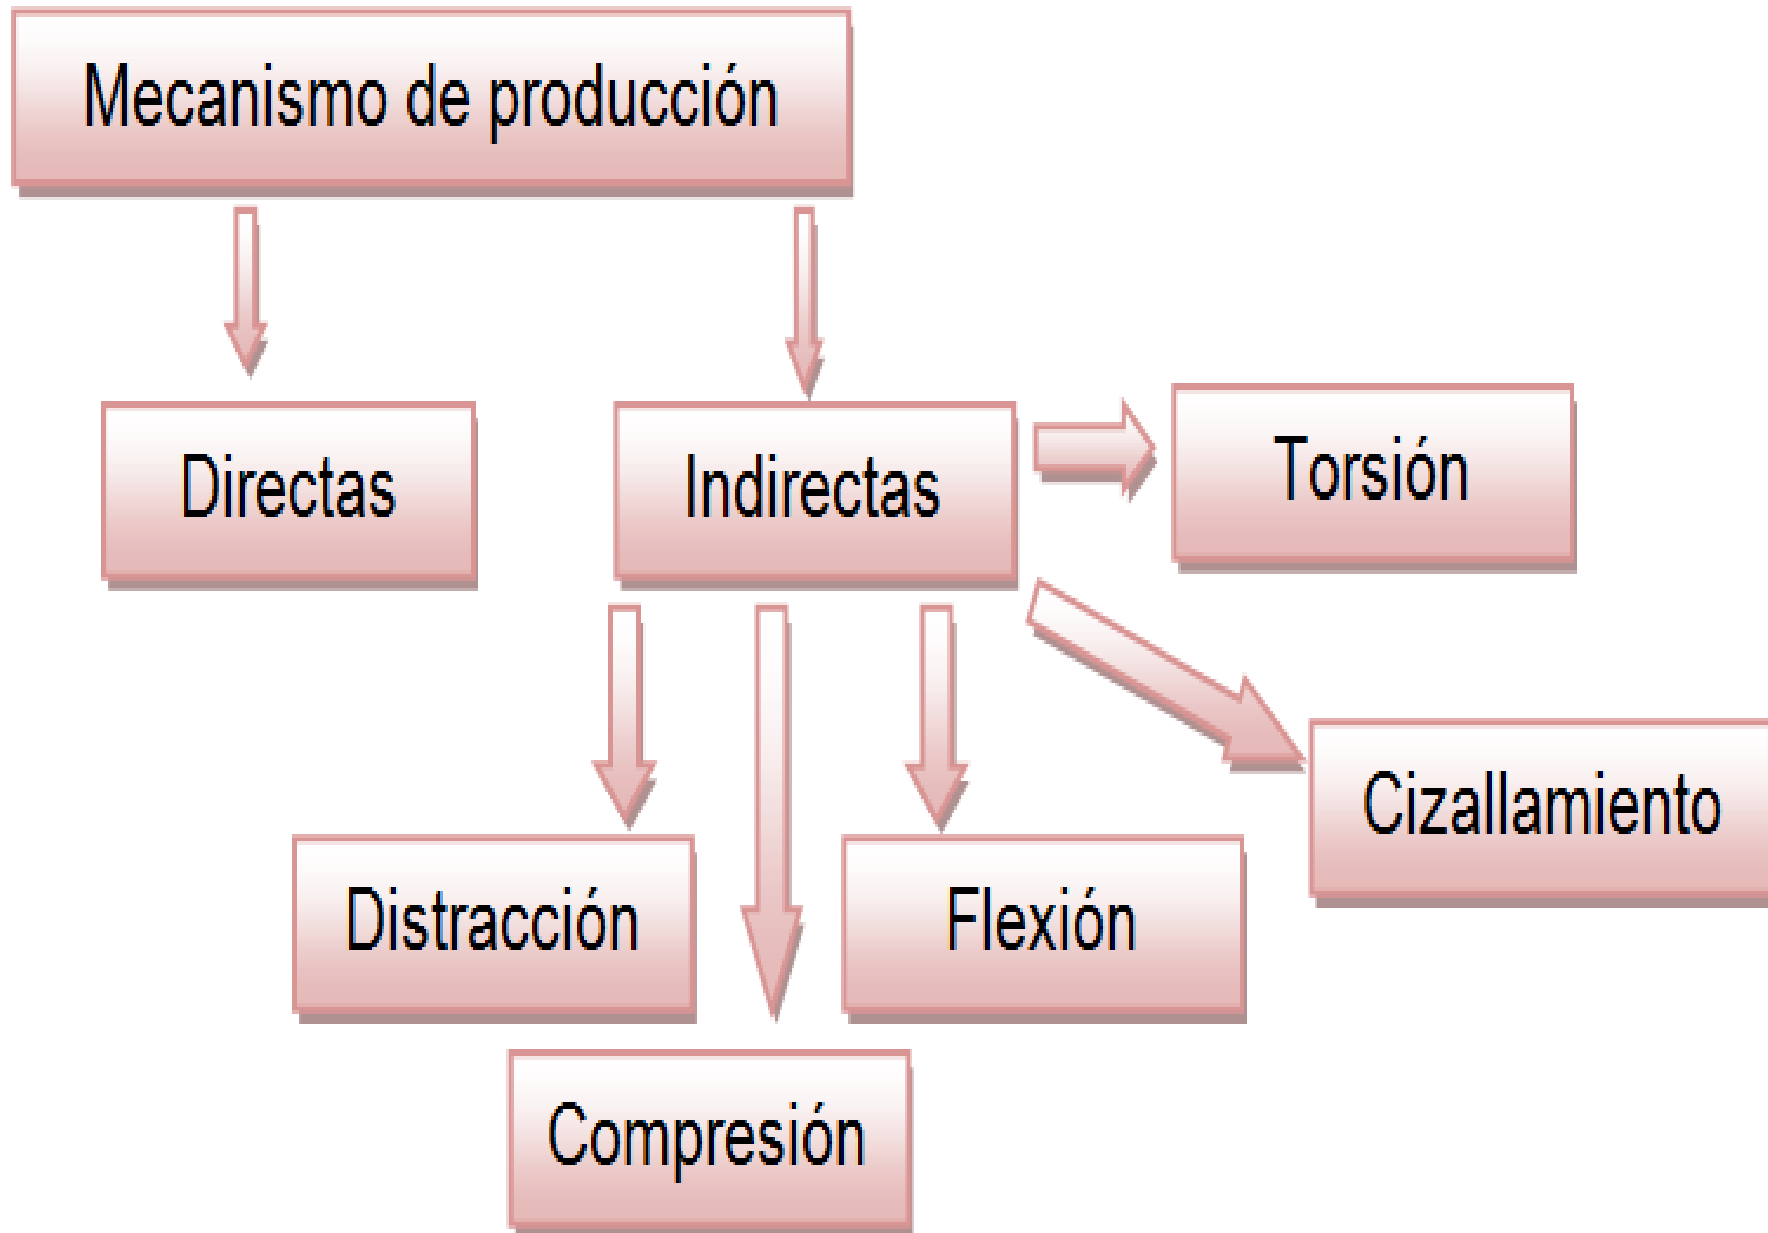 Mecanismo de producción
Directas
Indirectas
Torsión
Cizallamiento
Distracción
Flexión
Compresión